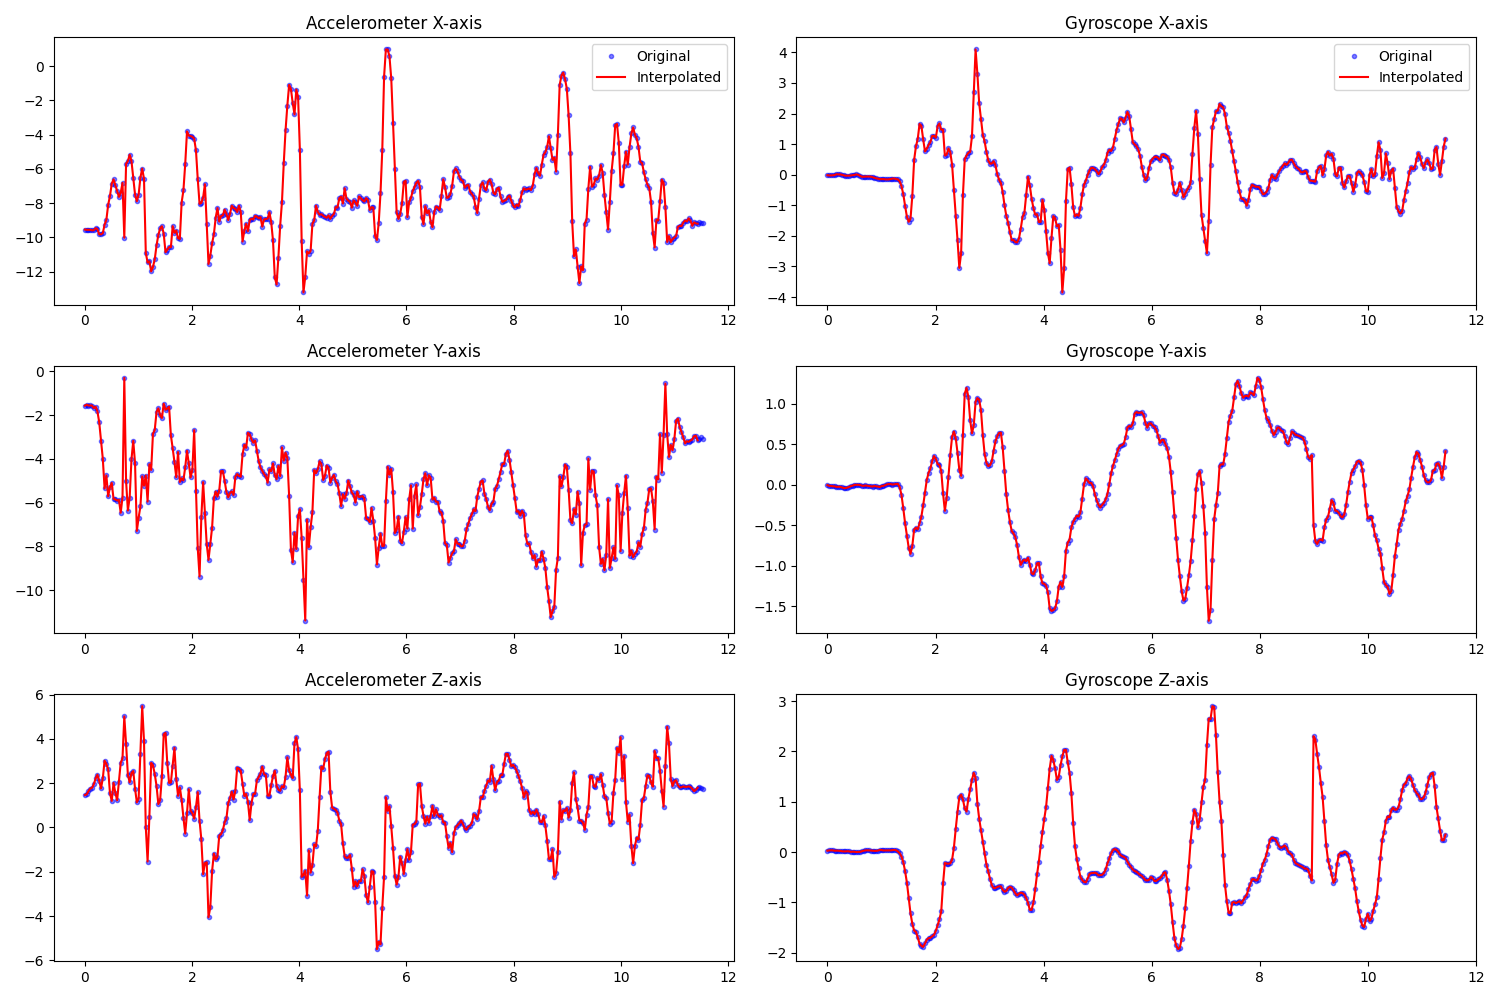 Accelerometer X-axis
0
−2
−4
−6
−8
−10
−12
0 2 4 6 8 10 12
Original
Interpolated
Gyroscope X-axis
4
3
2
1
0
−1
−2
−3
−4
0 2 4 6 8 10 12
Original
Interpolated
Accelerometer Y-axis
0
−2
−4
−6
−8
−10
0 2 4 6 8 10 12
Gyroscope Y-axis
1.0
0.5
0.0
−0.5
−1.0
−1.5
0 2 4 6 8 10 12
Accelerometer Z-axis
6
4
2
0
−2
−4
−6
0 2 4 6 8 10 12
Gyroscope Z-axis
3
2
1
0
−1
−2
0 2 4 6 8 10 12